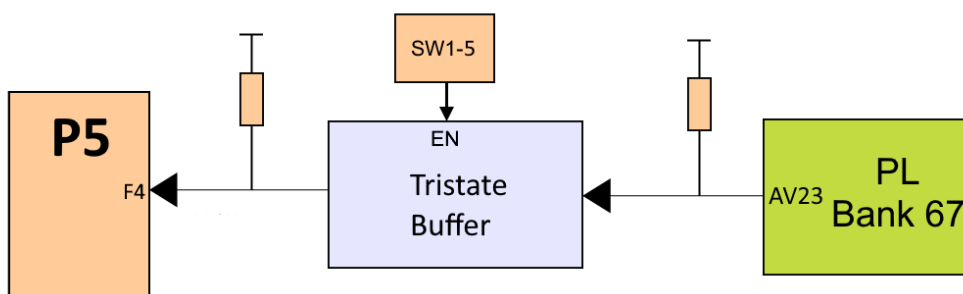 SW1-5
P5
F4
EN
Tristate
Buffer
AV23
PL
Bank 67